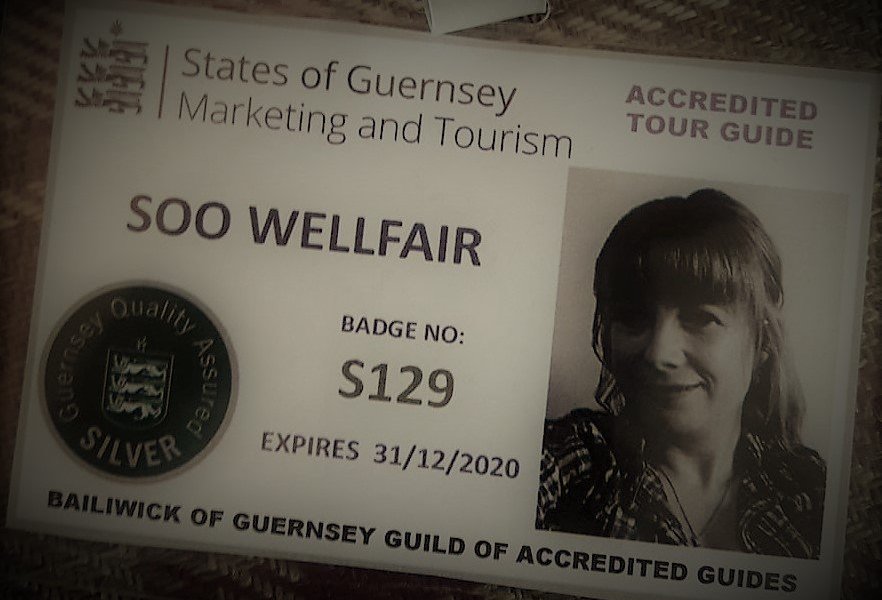 States of Guernsey
Marketing and Tourism
ACCREDITED
TOUR GUIDE
SOO WELLFAIR
BADGE NO:
S129
EXPIRES 31/12/2020
Guernsey Quality Assured
SILVER
BAILIWICK OF GUERNSEY GUILD OF ACCREDITED GUIDES